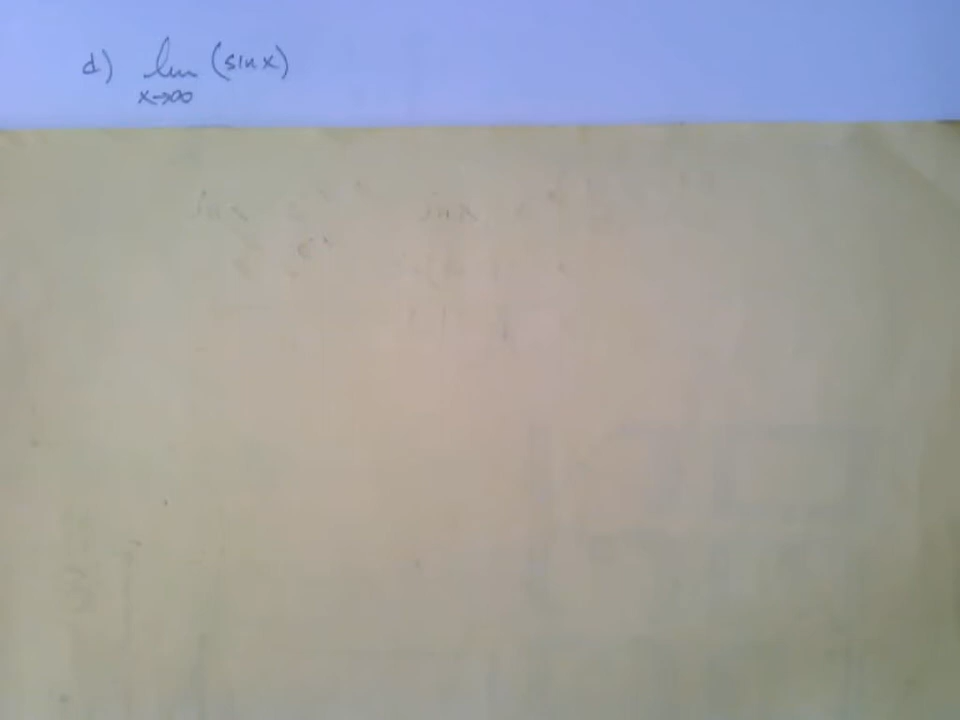 d) lim (sin x)
x→∞